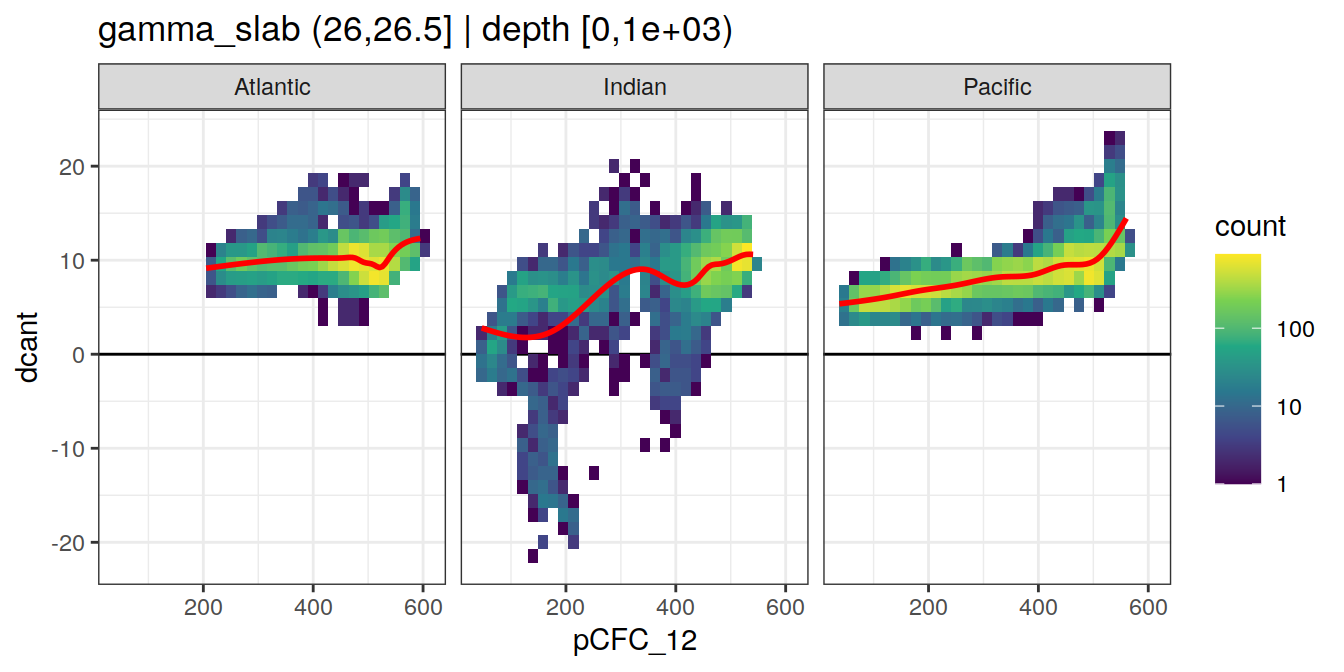 gamma_slab (26,26.5] | depth [0,1e+03)
Atlantic Indian Pacific
dcant
20
10
0
-10
-20
200 400 600 200 400 600 200 400 600
pCFC_12
count
100
10
1